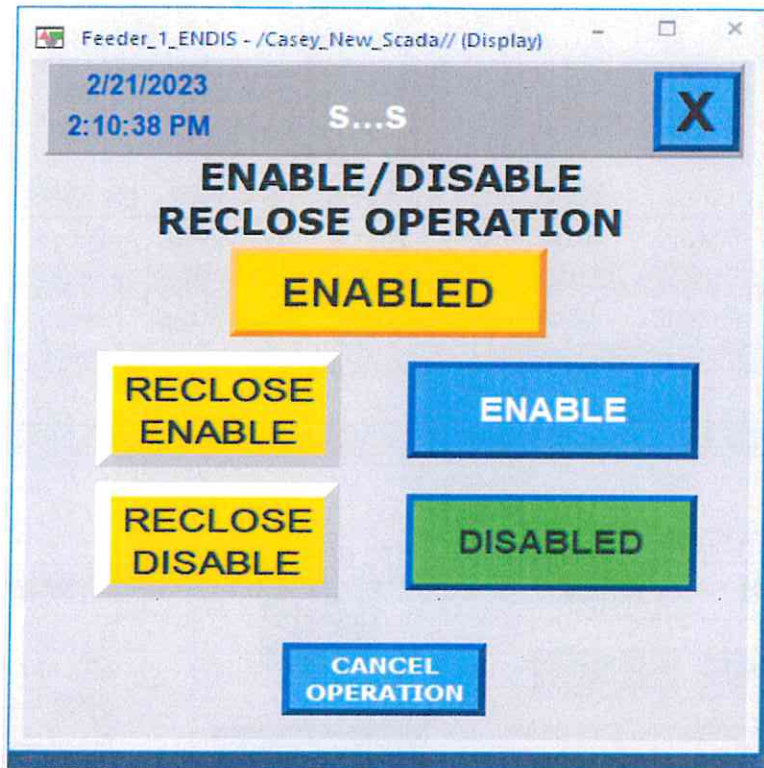 Feeder_1_ENDIS - /Casey_New_Scada// (Display)
2/21/2023
2:10:38 PM
S...S
X
ENABLE/DISABLE
RECLOSE OPERATION
ENABLED
RECLOSE
ENABLE
ENABLE
RECLOSE
DISABLE
DISABLED
CANCEL
OPERATION